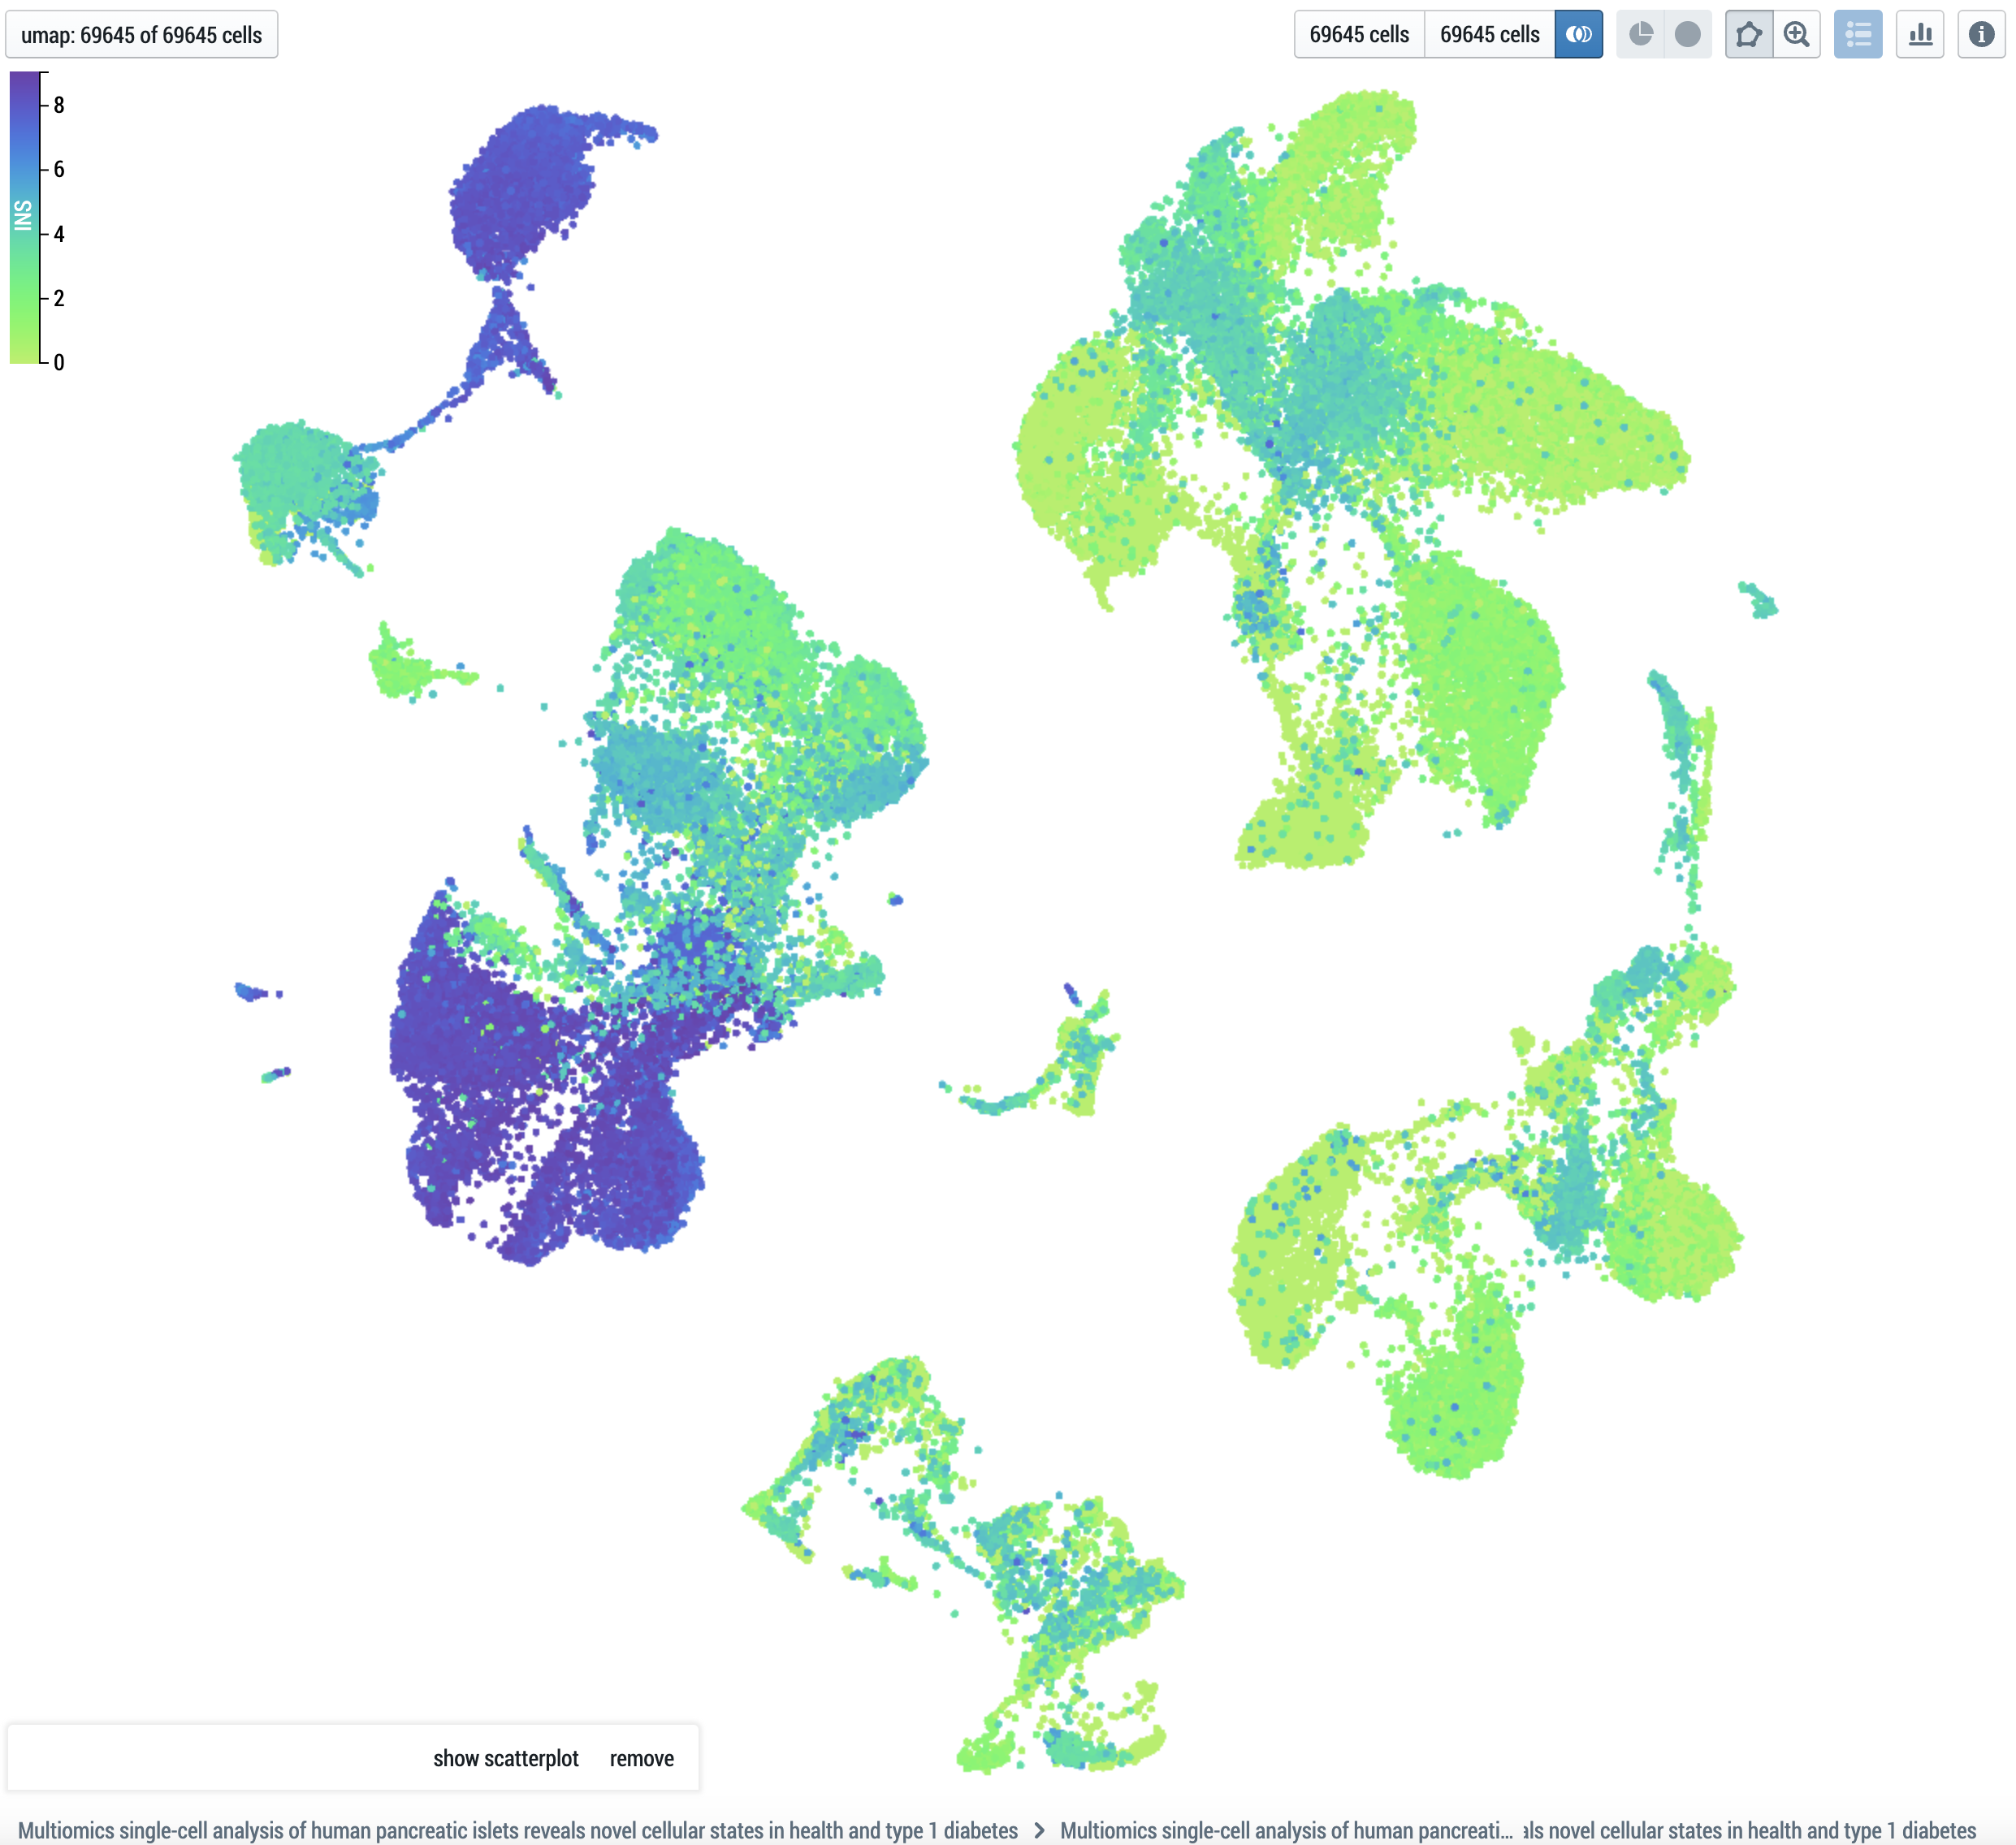 umap: 69645 of 69645 cells
69645 cells
69645 cells
8
6
4
2
0
INS
show scatterplot
remove
Multiomics single-cell analysis of human pancreatic islets reveals novel cellular states in health and type 1 diabetes
Multiomics single-cell analysis of human pancreati... als novel cellular states in health and type 1 diabetes